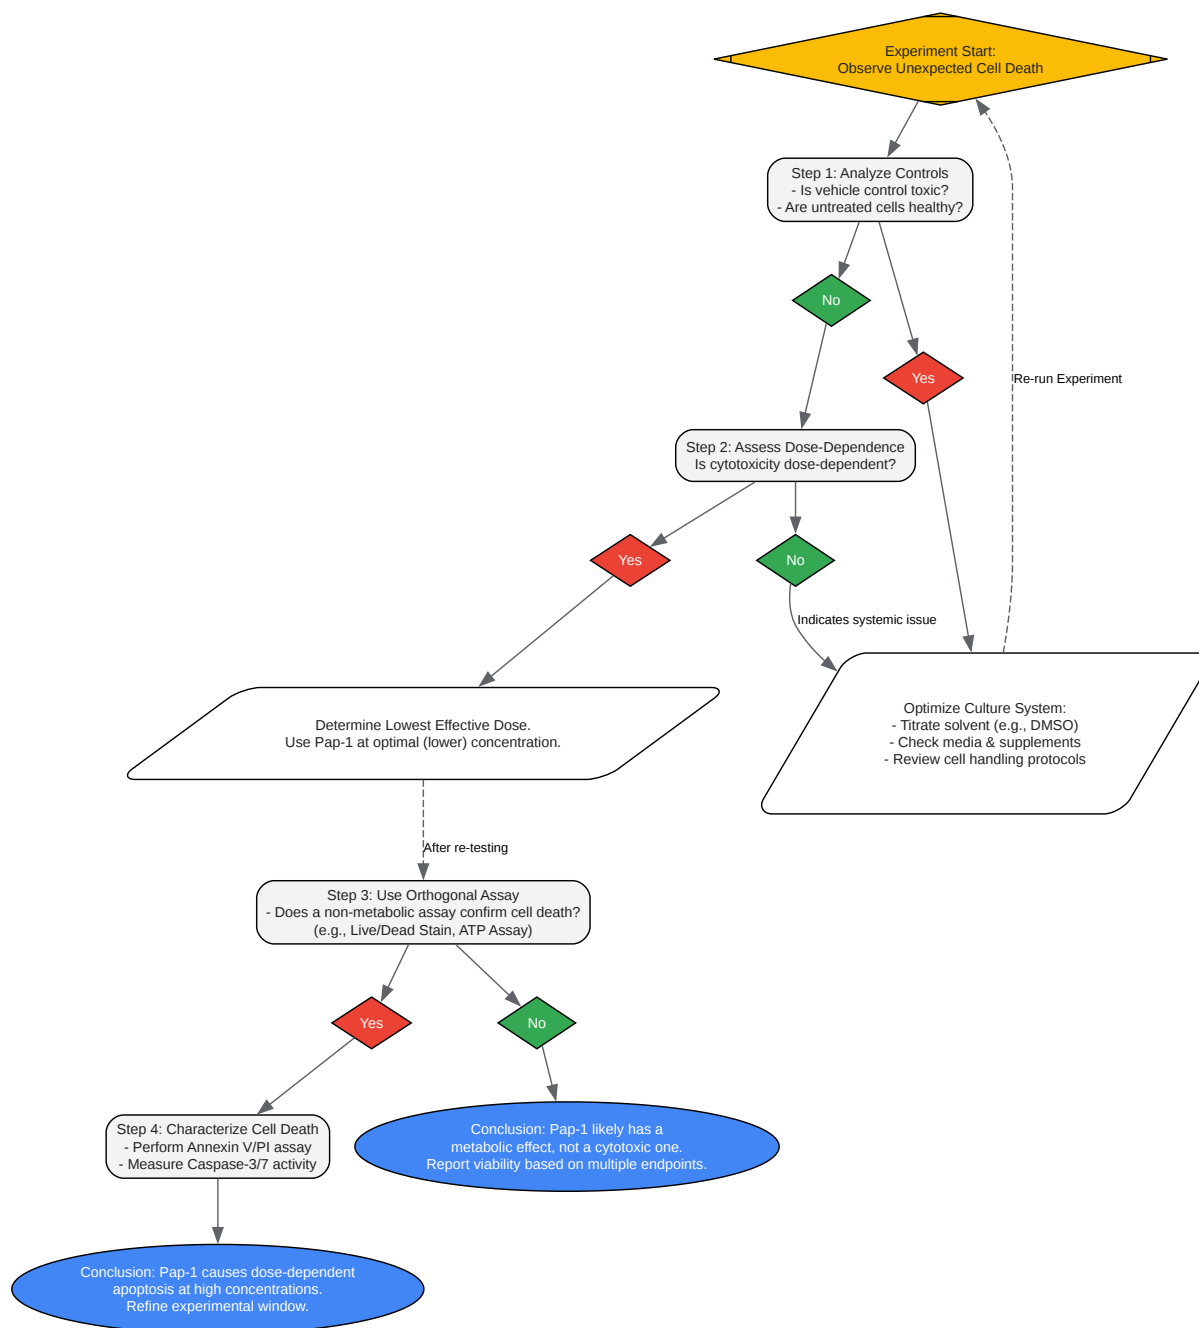 Experiment Start:
Observe Unexpected Cell Death
Step 1: Analyze Controls
- Is vehicle control toxic?
- Are untreated cells healthy?
No
Yes
Re-run Experiment
Step 2: Assess Dose-Dependence
Is cytotoxicity dose-dependent?
Yes
No
Indicates systemic issue
Determine Lowest Effective Dose.
Use Pap-1 at optimal (lower) concentration.
Optimize Culture System:
- Titrate solvent (e.g., DMSO)
- Check media & supplements
- Review cell handling protocols
After re-testing
Step 3: Use Orthogonal Assay
- Does a non-metabolic assay confirm cell death?
(e.g., Live/Dead Stain, ATP Assay)
Yes
No
Step 4: Characterize Cell Death
- Perform Annexin V/PI assay
- Measure Caspase-3/7 activity
Conclusion: Pap-1 likely has a
metabolic effect, not a cytotoxic one.
Report viability based on multiple endpoints.
Conclusion: Pap-1 causes dose-dependent
apoptosis at high concentrations.
Refine experimental window.